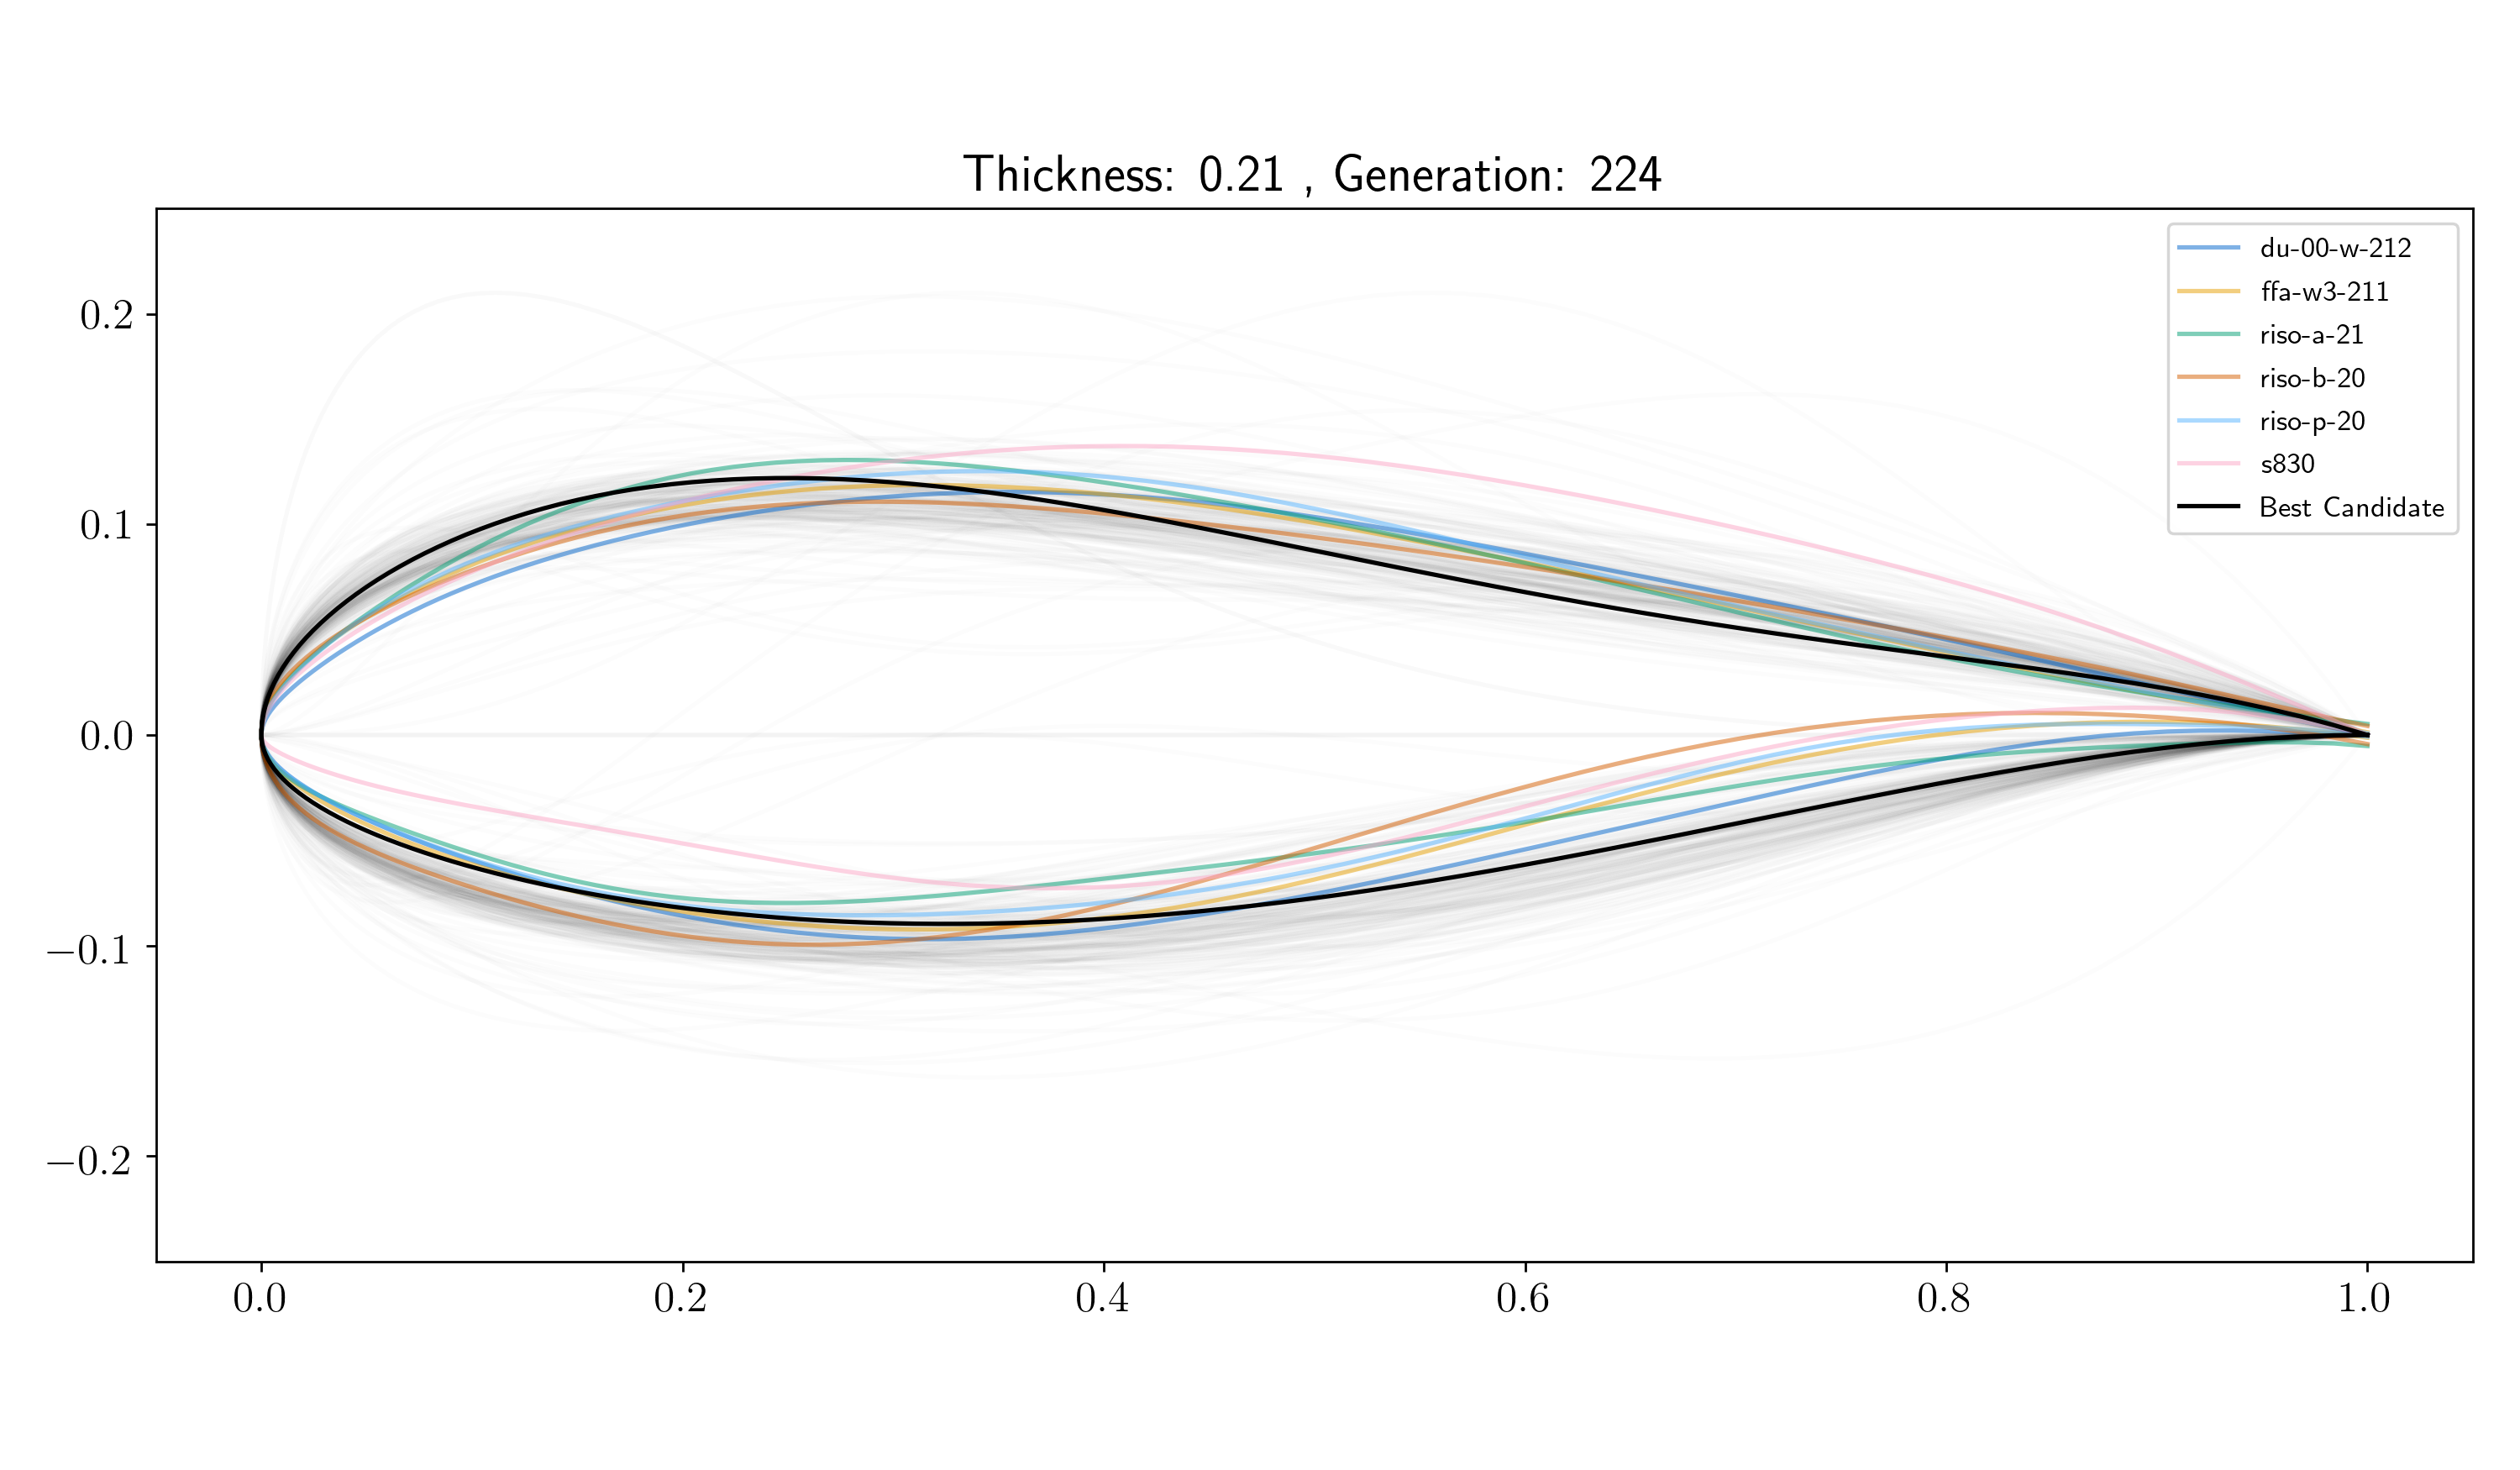 Thickness: 0.21 , Generation: 224
du-00-w-212
ffa-w3-211
riso-a-21
riso-b-20
riso-p-20
s830
Best Candidate
0.2
0.1
0.0
−0.1
−0.2
0.0 0.2 0.4 0.6 0.8 1.0